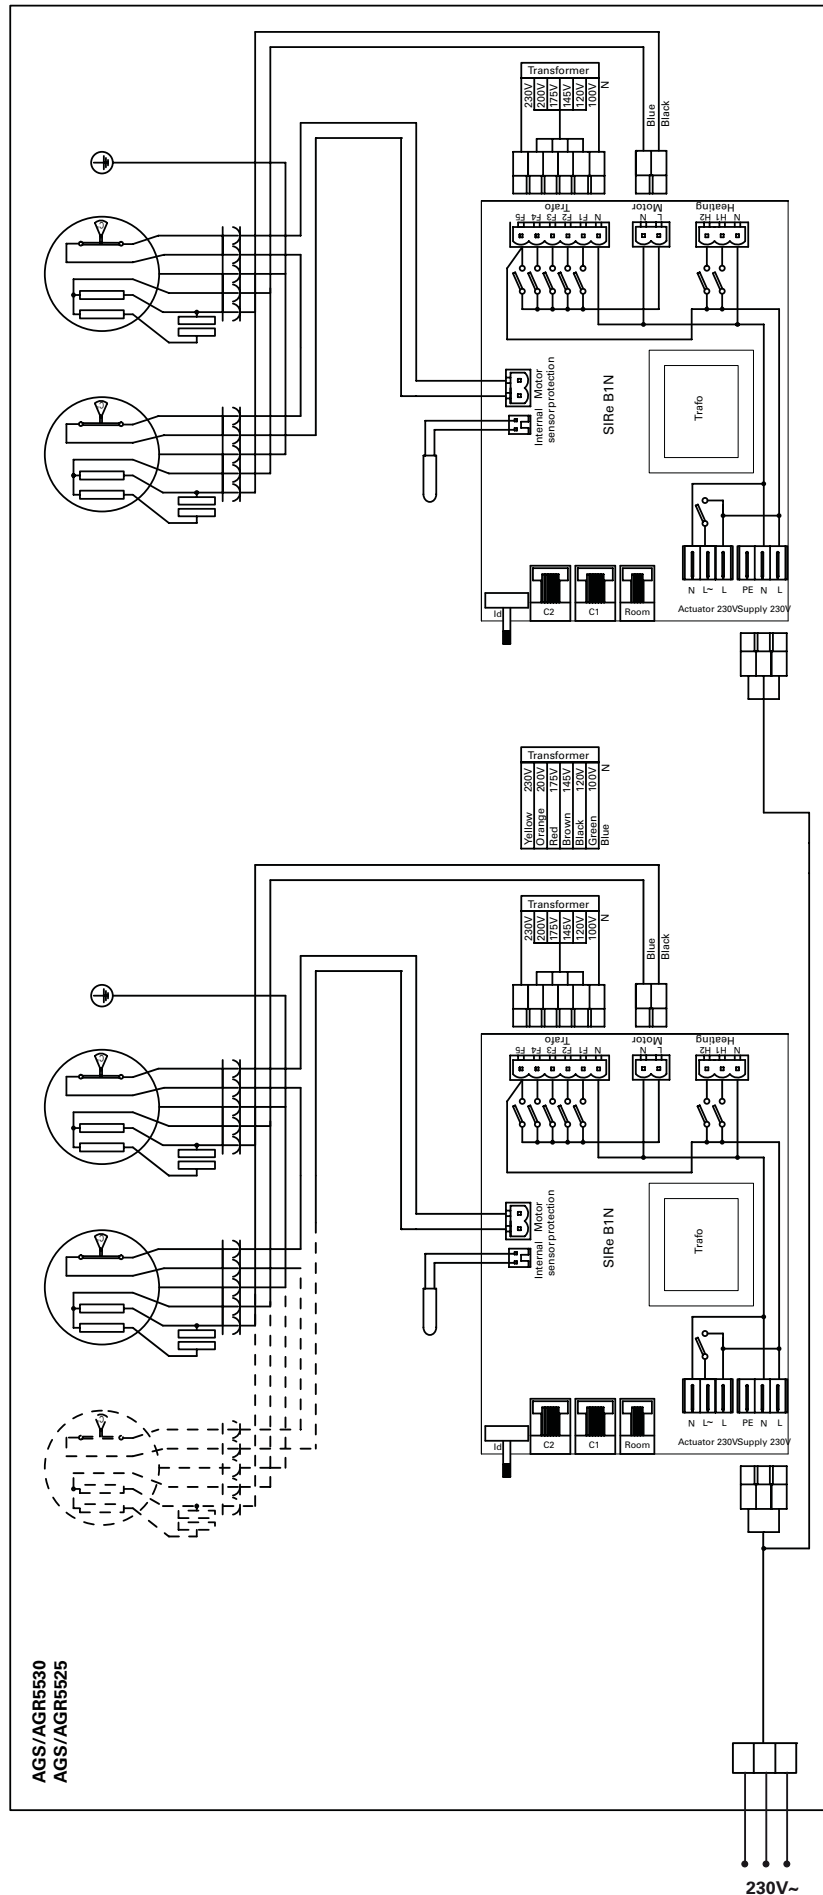 Transformer
230V
200V
175V
145V
120V
100V
N
Blue
Black
F5
F4
F3
F2
F1
N
Trafo
N
L
Motor
H2
H1
N
Heating
Motor
protection
Internal
sensor
SIRe B1N
Trafo
N L~ L PE N L
Actuator 230V Supply 230V
Id
C2
C1
Room
Transformer
Yellow 230V
Orange 200V
Red 175V
Brown 145V
Black 120V
Green 100V
Blue N
Transformer
230V
200V
175V
145V
120V
100V
N
Blue
Black
F5
F4
F3
F2
F1
N
Trafo
N
L
Motor
H2
H1
N
Heating
Motor
protection
Internal
sensor
SIRe B1N
Trafo
N L~ L PE N L
Actuator 230V Supply 230V
Id
C2
C1
Room
AGS/AGR5530
AGS/AGR5525
230V~